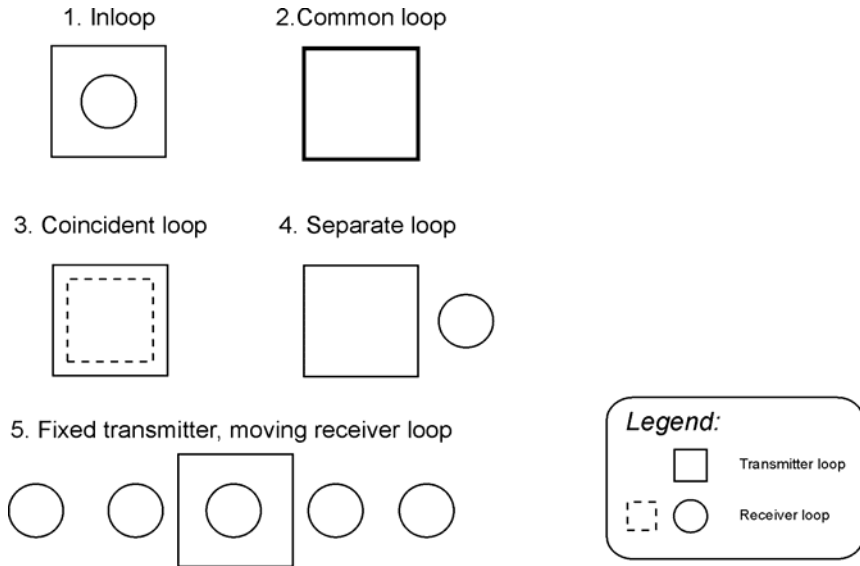 1. Inloop
2.Common loop
3. Coincident loop
4. Separate loop
5. Fixed transmitter, moving receiver loop
Legend:
Transmitter loop
Receiver loop